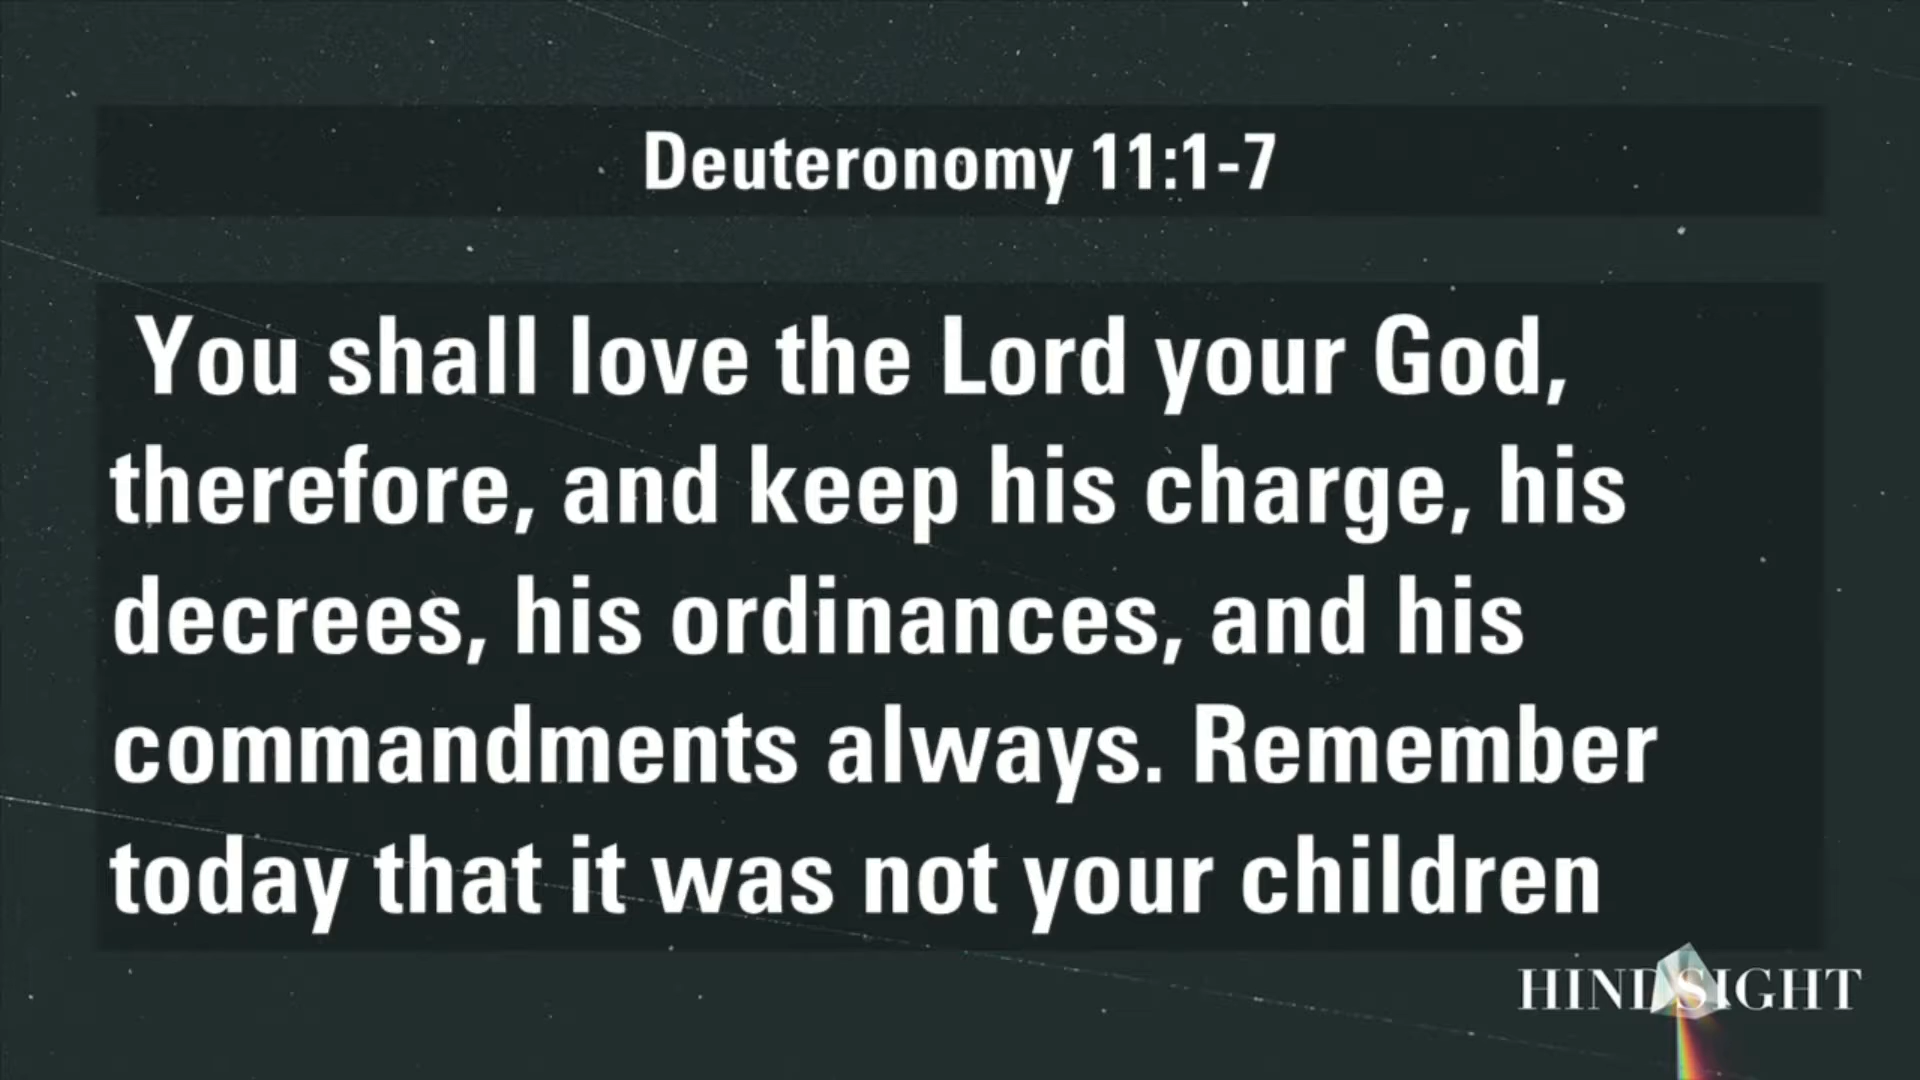 Deuteronomy 11:1-7
You shall love the Lord your God,
therefore, and keep his charge, his
decrees, his ordinances, and his
commandments always. Remember
today that it was not your children
HINDSIGHT